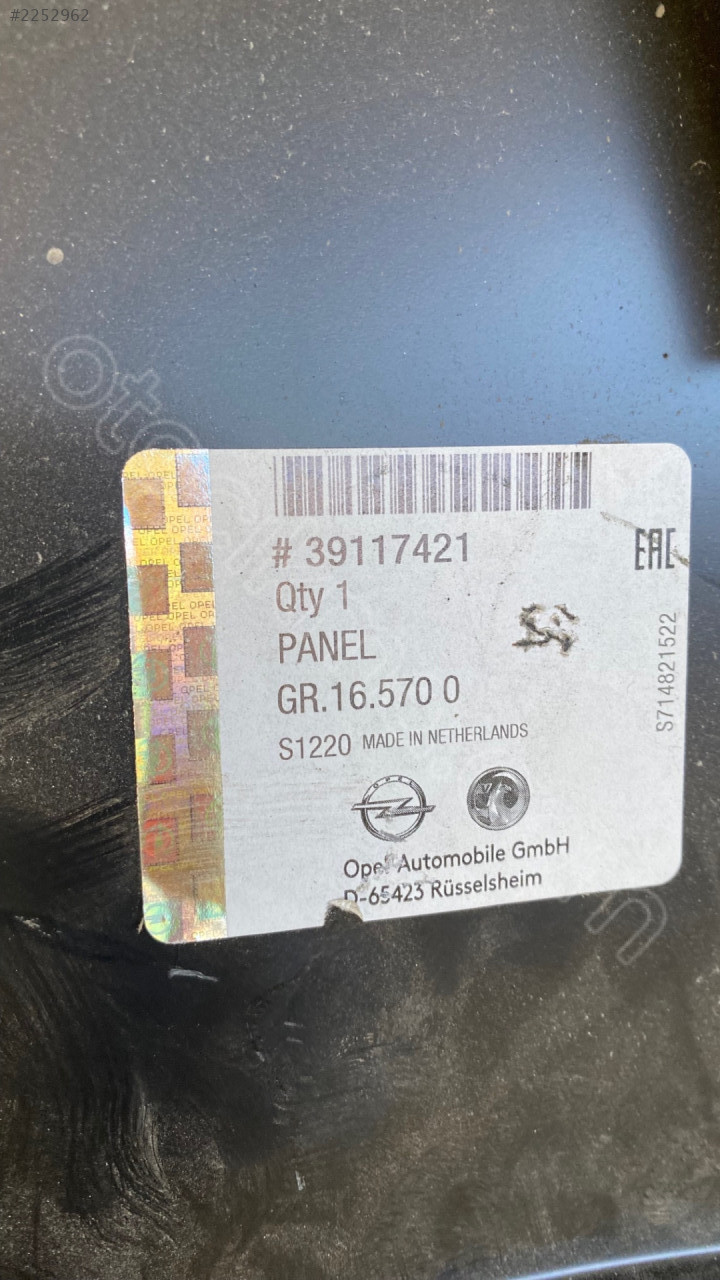 #2252962
# 39117421
Qty 1
PANEL
GR.16.570 0
S1220 MADE IN NETHERLANDS
EAC
S714821522
OPEL
Opel Automobile GmbH
D-65423 Rüsselsheim